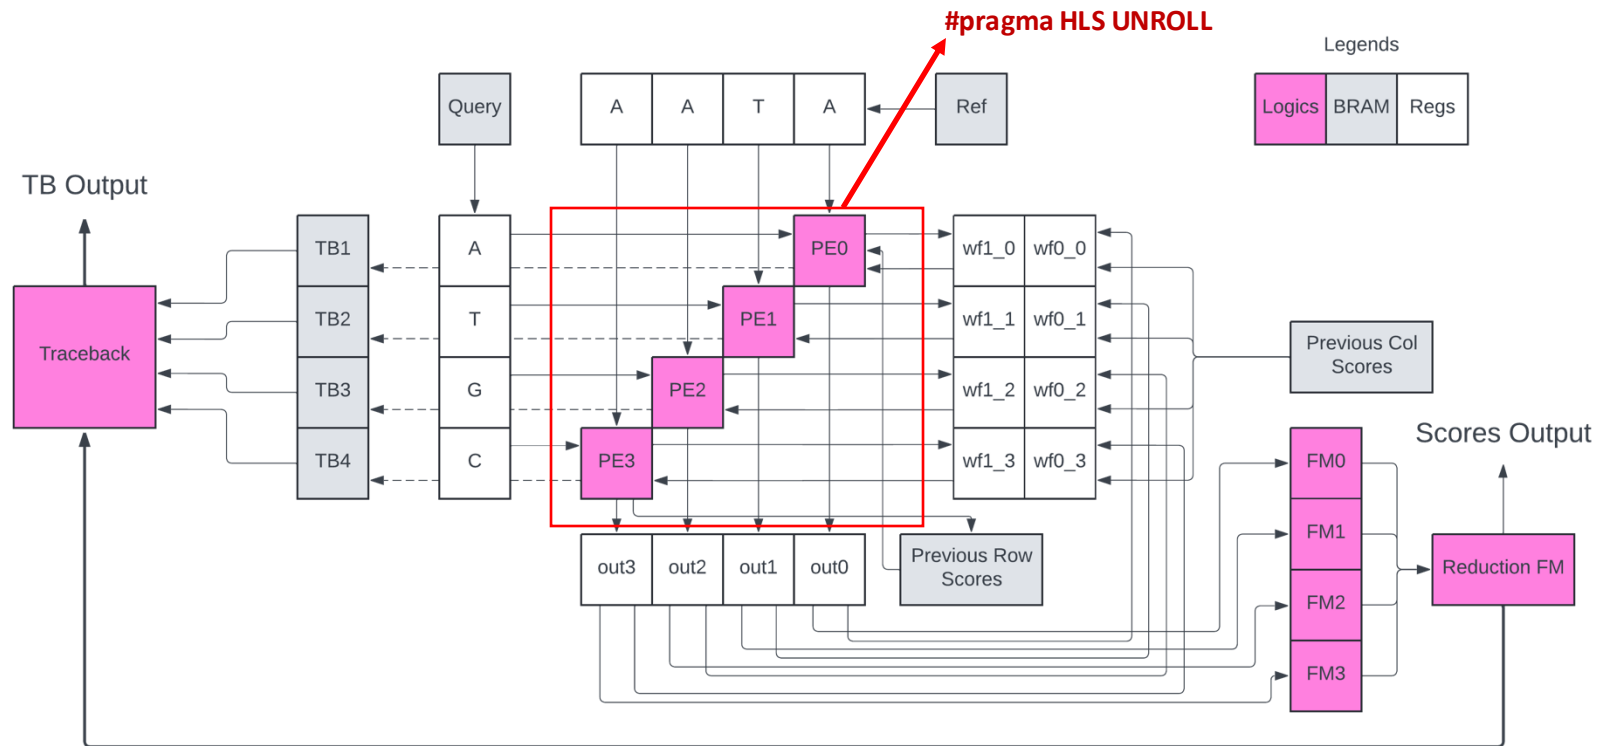 #pragma HLS UNROLL
Legends
Logics BRAM Regs
Query
A A T A
Ref
TB Output
TB1 A PE0 wf1_0 wf0_0
TB2 T PE1 wf1_1 wf0_1
Traceback
Previous Col
Scores
TB3 G PE2 wf1_2 wf0_2
Scores Output
TB4 C PE3 wf1_3 wf0_3
FM0
FM1
out3 out2 out1 out0
Previous Row
Scores
Reduction FM
FM2
FM3